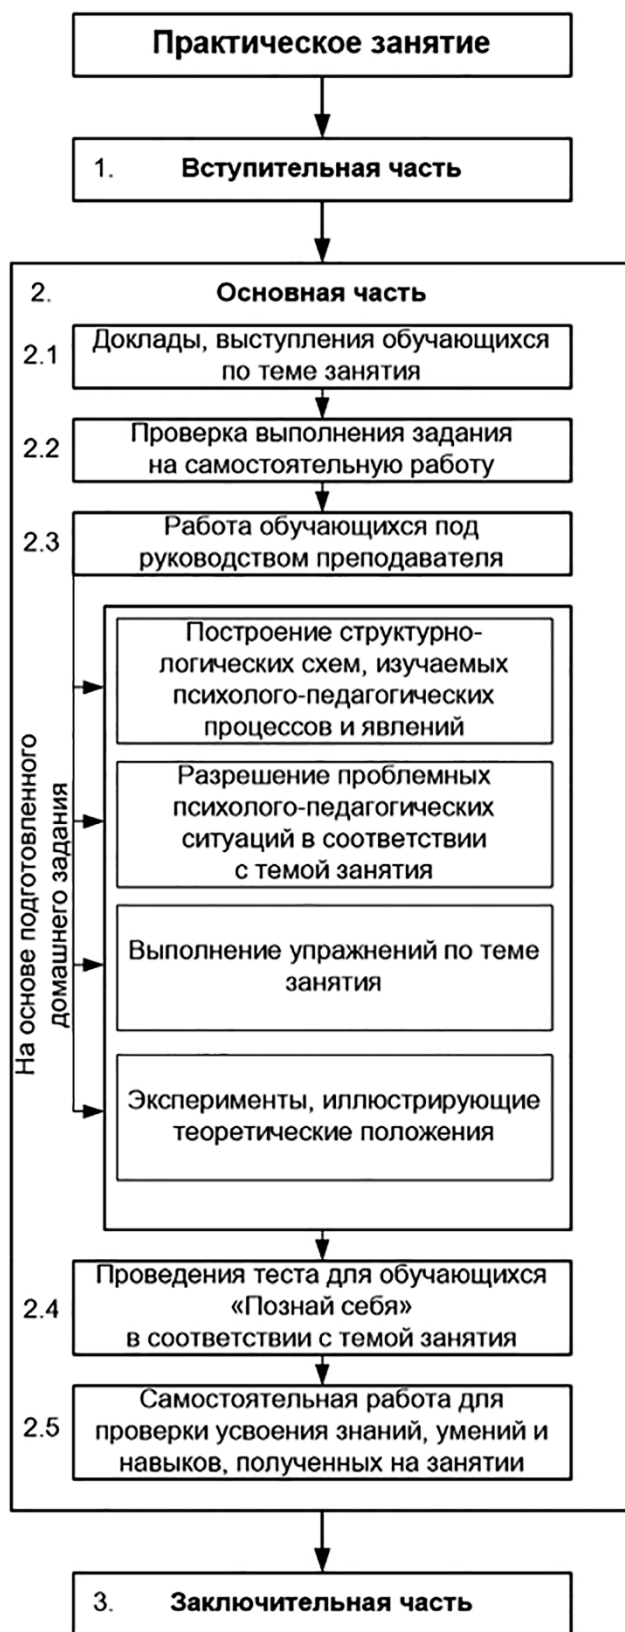 Практическое занятие
1. Вступительная часть
2. Основная часть
2.1 Доклады, выступления обучающихся
по теме занятия
2.2 Проверка выполнения задания
на самостоятельную работу
2.3 Работа обучающихся под
руководством преподавателя
На основе подготовленного
домашнего задания
Построение структурно-
логических схем, изучаемых
психолого-педагогических
процессов и явлений
Разрешение проблемных
психолого-педагогических
ситуаций в соответствии
с темой занятия
Выполнение упражнений по теме
занятия
Эксперименты, иллюстрирующие
теоретические положения
2.4 Проведения теста для обучающихся
«Познай себя»
в соответствии с темой занятия
2.5 Самостоятельная работа для
проверки усвоения знаний, умений и
навыков, полученных на занятии
3. Заключительная часть